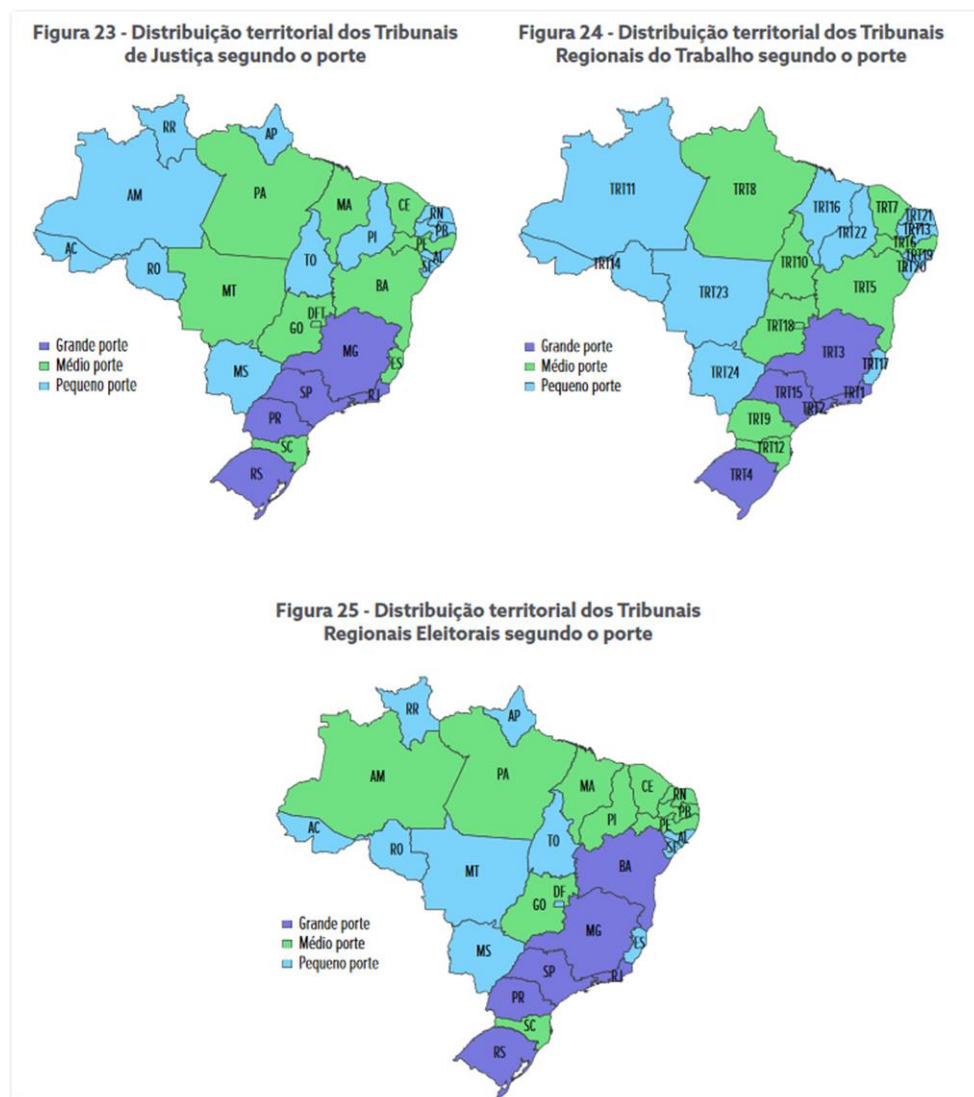 Figura 23 - Distribuição territorial dos Tribunais
de Justiça segundo o porte
RR
AP
AM
PA
MA
CE
RN
PB
PI
PE
AL
SE
AC
RO
TO
MT
BA
DFT
GO
MG
ES
MS
SP
RJ
PR
SC
RS
Grande porte
Médio porte
Pequeno porte
Figura 24 - Distribuição territorial dos Tribunais
Regionais do Trabalho segundo o porte
TRT11
TRT8
TRT16
TRT7
TRT21
TRT13
TRT22
TRT6
TRT19
TRT20
TRT14
TRT10
TRT23
TRT5
TRT18
TRT3
TRT17
TRT24
TRT15
TRT1
TRT2
TRT9
TRT12
TRT4
Grande porte
Médio porte
Pequeno porte
Figura 25 - Distribuição territorial dos Tribunais
Regionais Eleitorais segundo o porte
RR
AP
AM
PA
MA
CE
RN
PB
PI
PE
AL
SE
AC
RO
TO
MT
BA
DF
GO
MG
ES
MS
SP
RJ
PR
SC
RS
Grande porte
Médio porte
Pequeno porte